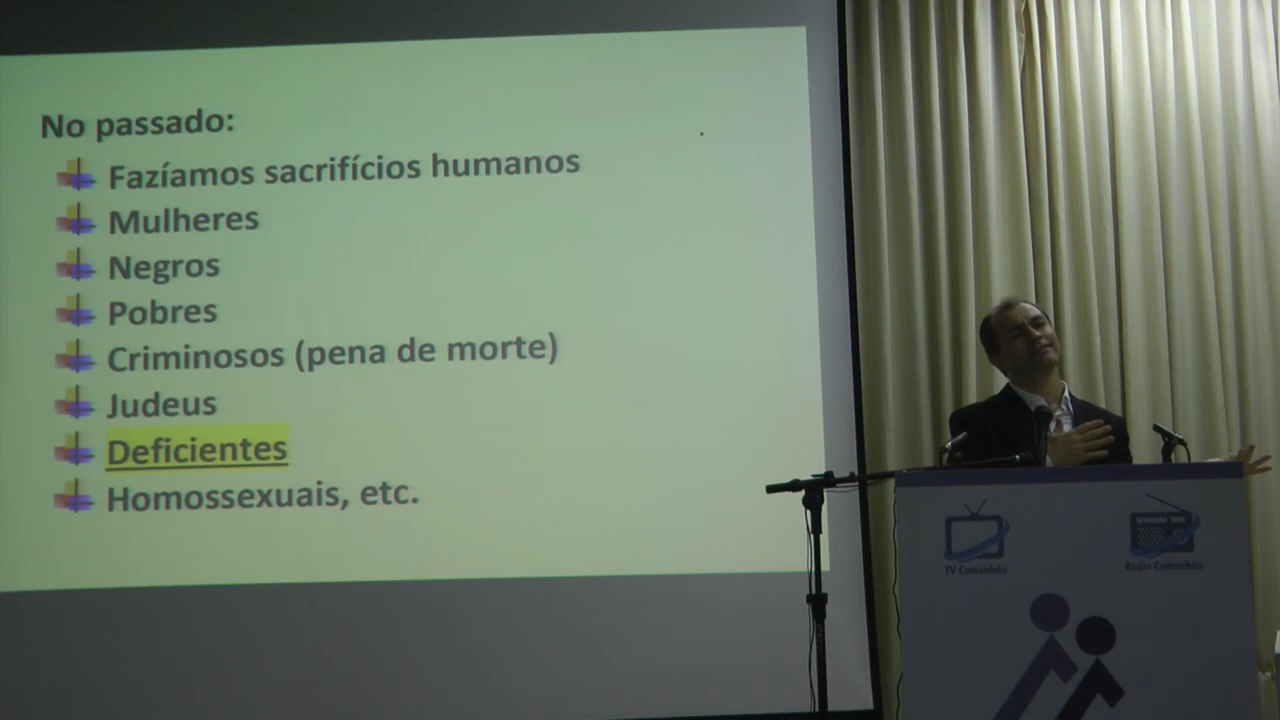 No passado:
Fazíamos sacrifícios humanos
Mulheres
Negros
Pobres
Criminosos (pena de morte)
Judeus
Deficientes
Homossexuais, etc.
TV Comunhão
Rádio Comunhão